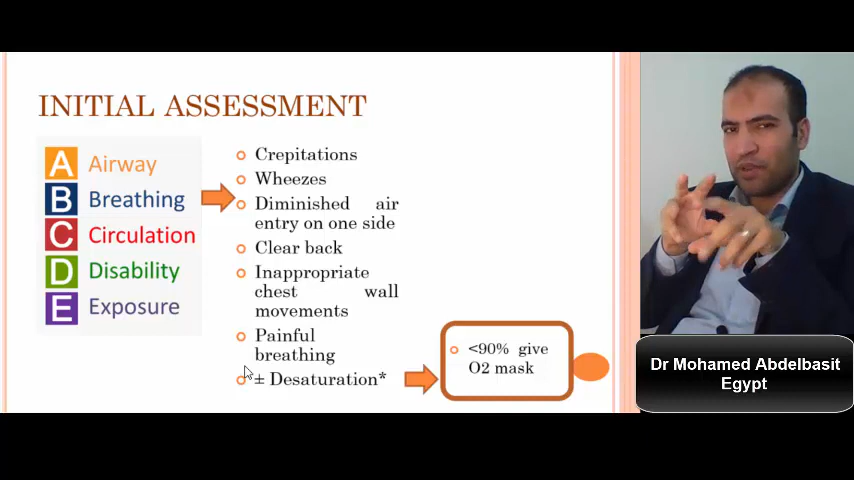 INITIAL ASSESSMENT
A Airway
B Breathing
C Circulation
D Disability
E Exposure
Crepitations
Wheezes
Diminished air
entry on one side
Clear back
Inappropriate
chest wall
movements
Painful
breathing
± Desaturation*
<90% give
O2 mask
Dr Mohamed Abdelbasit
Egypt